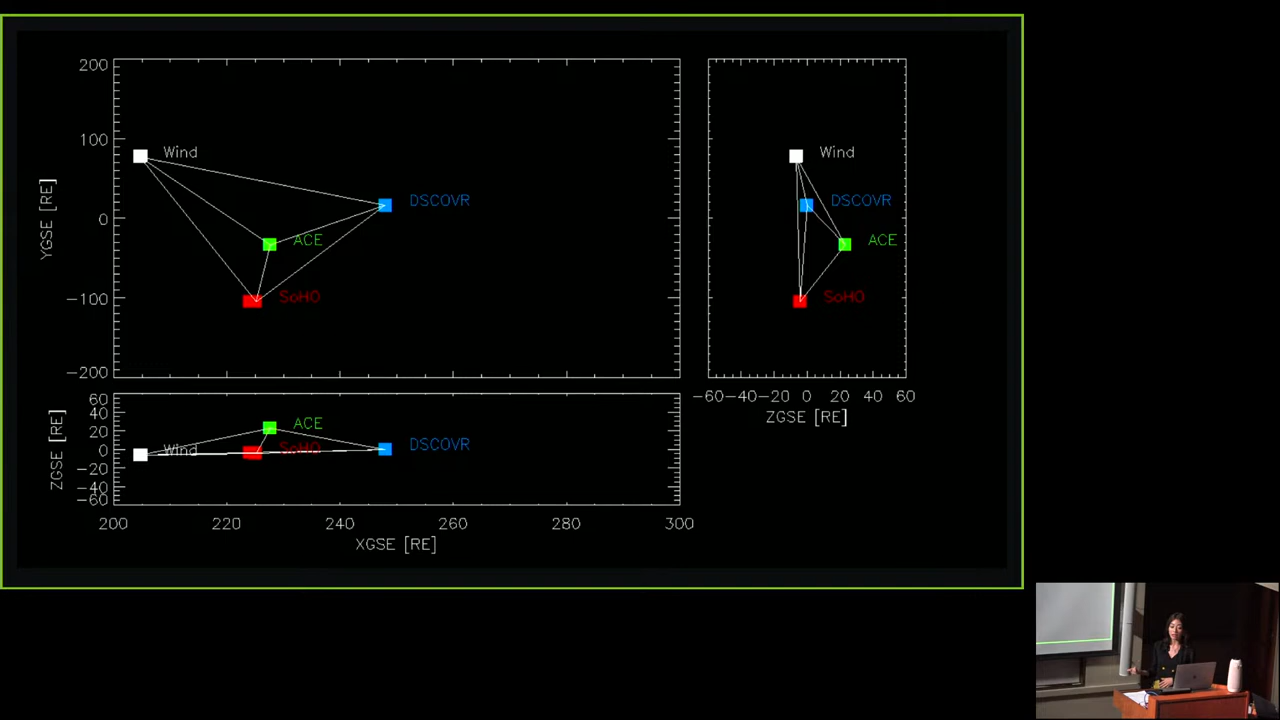 200
100
0
−100
−200
YGSE [RE]
Wind
DSCOVR
ACE
SoHO
Wind
DSCOVR
ACE
SoHO
−60 −40 −20 0 20 40 60
ZGSE [RE]
60
40
20
0
−20
−40
−60
ZGSE [RE]
ACE
Wind
SoHO
DSCOVR
200 220 240 260 280 300
XGSE [RE]